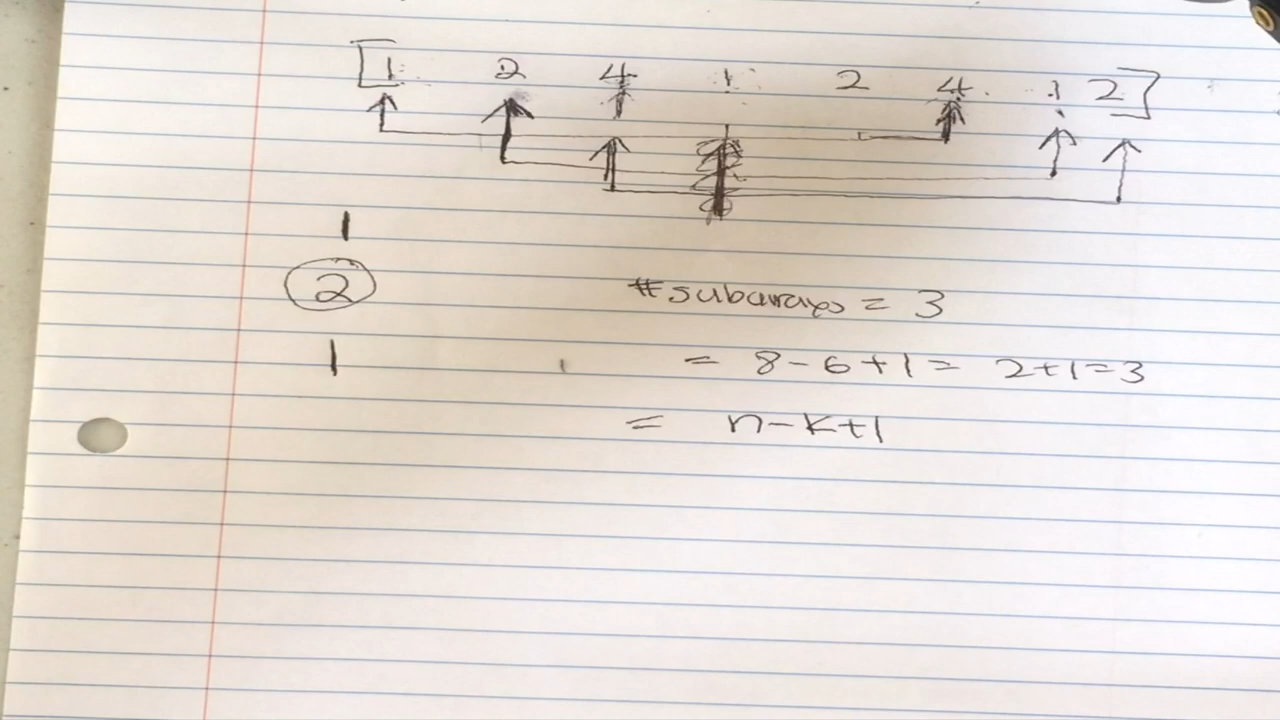 [1 2 4 1 2 4 1 2]
1
2
# subarrays = 3
1
= 8-6+1= 2+1=3
= n-k+1